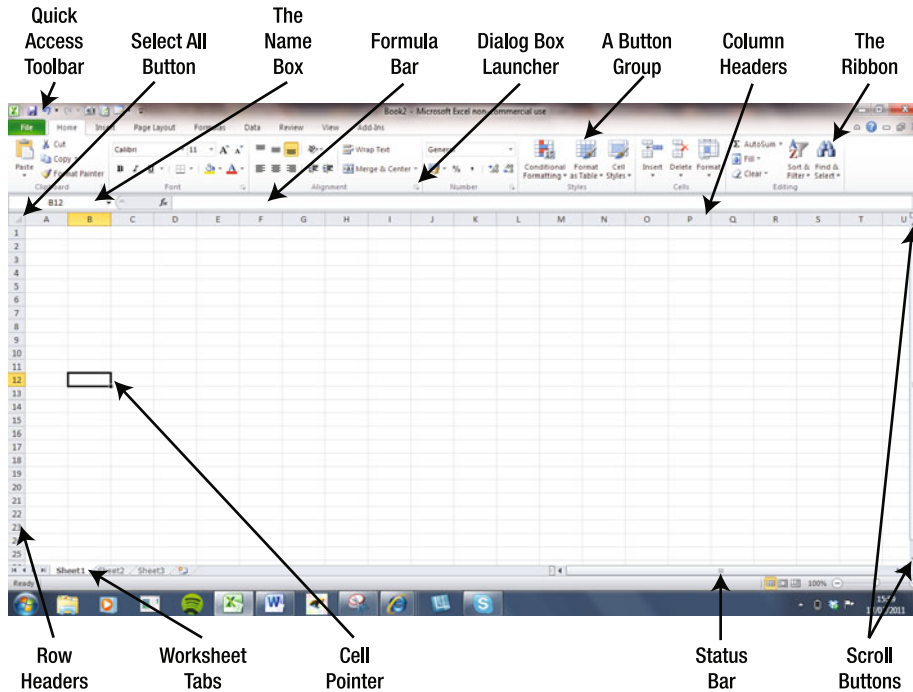 Quick Access Toolbar
Select All Button
The Name Box
Formula Bar
Dialog Box Launcher
A Button Group
Column Headers
The Ribbon
Book2 - Microsoft Excel non-commercial use
File Home Insert Page Layout Formulas Data Review View Add-Ins
Cut Calibri 11 A A Wrap Text General Σ AutoSum
Copy Fill
Paste Format Painter B I U A Merge & Center % Conditional Formatting Format as Table Cell Styles Insert Delete Format Clear Sort & Filter Find & Select
Clipboard Font Alignment Number Styles Cells Editing
B12 fx
A B C D E F G H I J K L M N O P Q R S T U
1
2
3
4
5
6
7
8
9
10
11
12
13
14
15
16
17
18
19
20
21
22
23
25
Sheet1 Sheet2 Sheet3
Ready 100%
W S
2011
Row Headers
Worksheet Tabs
Cell Pointer
Status Bar
Scroll Buttons